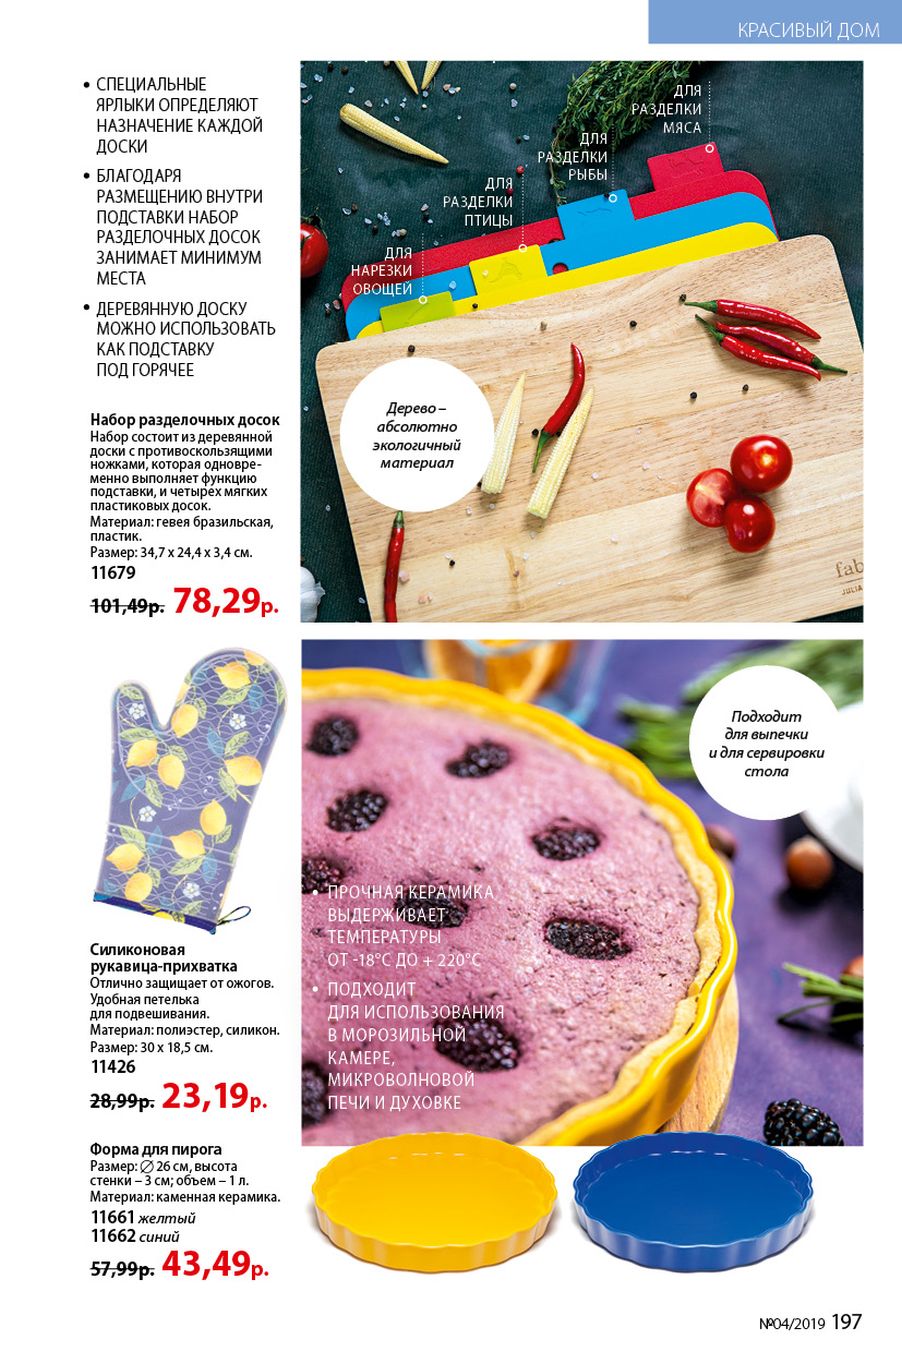 КРАСИВЫЙ ДОМ
• СПЕЦИАЛЬНЫЕ
ЯРЛЫКИ ОПРЕДЕЛЯЮТ
НАЗНАЧЕНИЕ КАЖДОЙ
ДОСКИ
• БЛАГОДАРЯ
РАЗМЕЩЕНИЮ ВНУТРИ
ПОДСТАВКИ НАБОР
РАЗДЕЛОЧНЫХ ДОСОК
ЗАНИМАЕТ МИНИМУМ
МЕСТА
• ДЕРЕВЯННУЮ ДОСКУ
МОЖНО ИСПОЛЬЗОВАТЬ
КАК ПОДСТАВКУ
ПОД ГОРЯЧЕЕ
Набор разделочных досок
Набор состоит из деревянной
доски с противоскользящими
ножками, которая одновре-
менно выполняет функцию
подставки, и четырех мягких
пластиковых досок.
Материал: гевея бразильская,
пластик.
Размер: 34,7 x 24,4 x 3,4 см.
11679
101,49р. 78,29р.
ДЛЯ
РАЗДЕЛКИ
МЯСА
ДЛЯ
РАЗДЕЛКИ
РЫБЫ
ДЛЯ
РАЗДЕЛКИ
ПТИЦЫ
ДЛЯ
НАРЕЗКИ
ОВОЩЕЙ
Дерево –
абсолютно
экологичный
материал
fab
JULIA
Силиконовая
рукавица-прихватка
Отлично защищает от ожогов.
Удобная петелька
для подвешивания.
Материал: полиэстер, силикон.
Размер: 30 x 18,5 см.
11426
28,99р. 23,19р.
Подходит
для выпечки
и для сервировки
стола
• ПРОЧНАЯ КЕРАМИКА
ВЫДЕРЖИВАЕТ
ТЕМПЕРАТУРЫ
ОТ -18°С ДО + 220°С
• ПОДХОДИТ
ДЛЯ ИСПОЛЬЗОВАНИЯ
В МОРОЗИЛЬНОЙ
КАМЕРЕ,
МИКРОВОЛНОВОЙ
ПЕЧИ И ДУХОВКЕ
Форма для пирога
Размер: ∅ 26 см, высота
стенки – 3 см; объем – 1 л.
Материал: каменная керамика.
11661 желтый
11662 синий
57,99р. 43,49р.
№04/2019 197